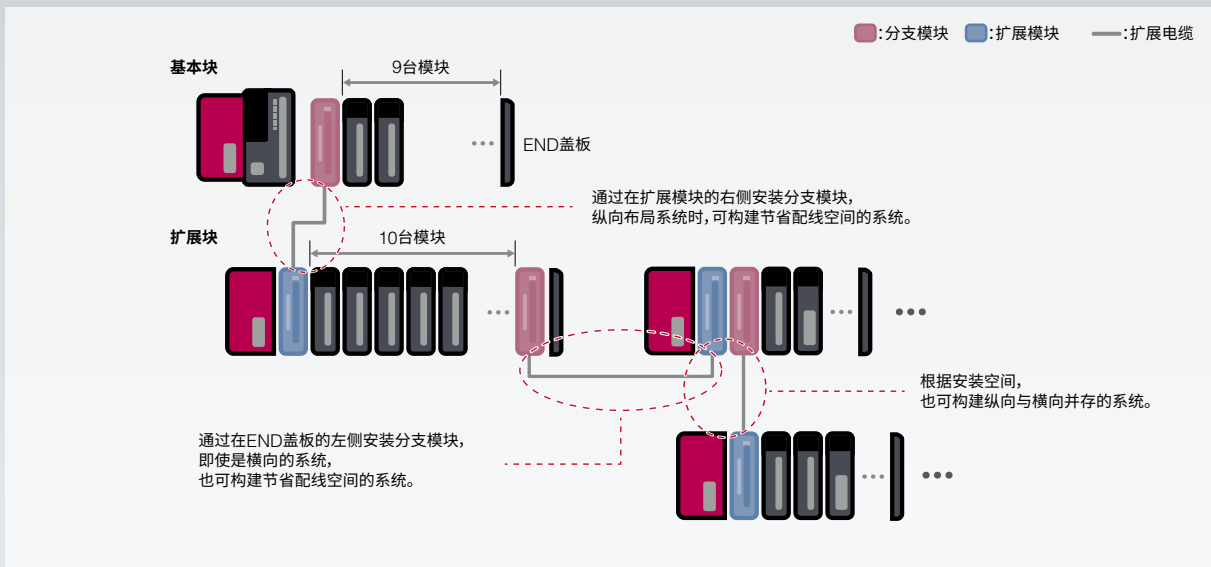 :分支模块 :扩展模块 :扩展电缆
基本块
9台模块
END盖板
通过在扩展模块的右侧安装分支模块,
纵向布局系统时,可构建节省配线空间的系统。
扩展块
10台模块
根据安装空间,
也可构建纵向与横向并存的系统。
通过在END盖板的左侧安装分支模块,
即使是横向的系统,
也可构建节省配线空间的系统。